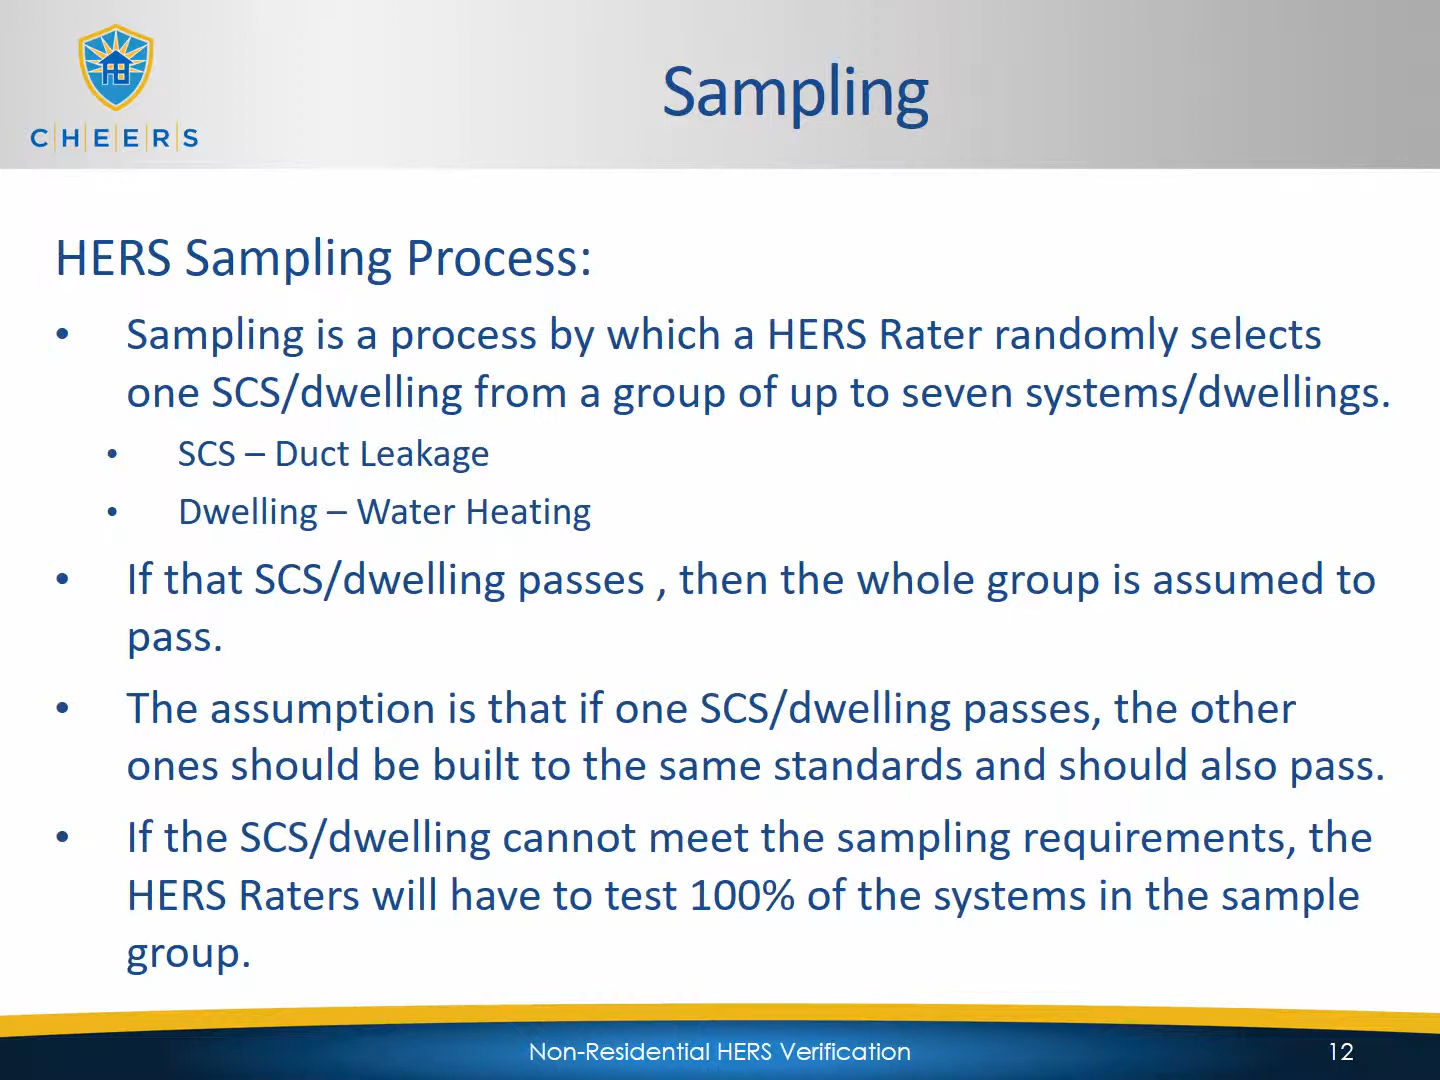 C|H|E|E|R|S
Sampling
HERS Sampling Process:
• Sampling is a process by which a HERS Rater randomly selects
one SCS/dwelling from a group of up to seven systems/dwellings.
• SCS – Duct Leakage
• Dwelling – Water Heating
• If that SCS/dwelling passes , then the whole group is assumed to
pass.
• The assumption is that if one SCS/dwelling passes, the other
ones should be built to the same standards and should also pass.
• If the SCS/dwelling cannot meet the sampling requirements, the
HERS Raters will have to test 100% of the systems in the sample
group.
Non-Residential HERS Verification
12